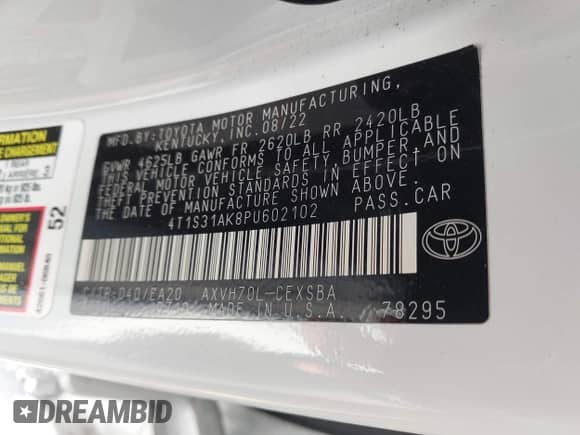 MFD. BY: TOYOTA MOTOR MANUFACTURING,
KENTUCKY, INC. 08/22
GVWR 4625LB GAWR FR 2620LB RR 2420LB
THIS VEHICLE CONFORMS TO ALL APPLICABLE
FEDERAL MOTOR VEHICLE SAFETY, BUMPER, AND
THEFT PREVENTION STANDARDS IN EFFECT ON
THE DATE OF MANUFACTURE SHOWN ABOVE.
4T1S31AK8PU602102 PASS. CAR
C/TR: 040/EA20 AXVH70L-CEXSBA
MADE IN U.S.A. 78295
52
42661-06840
DREAMBID